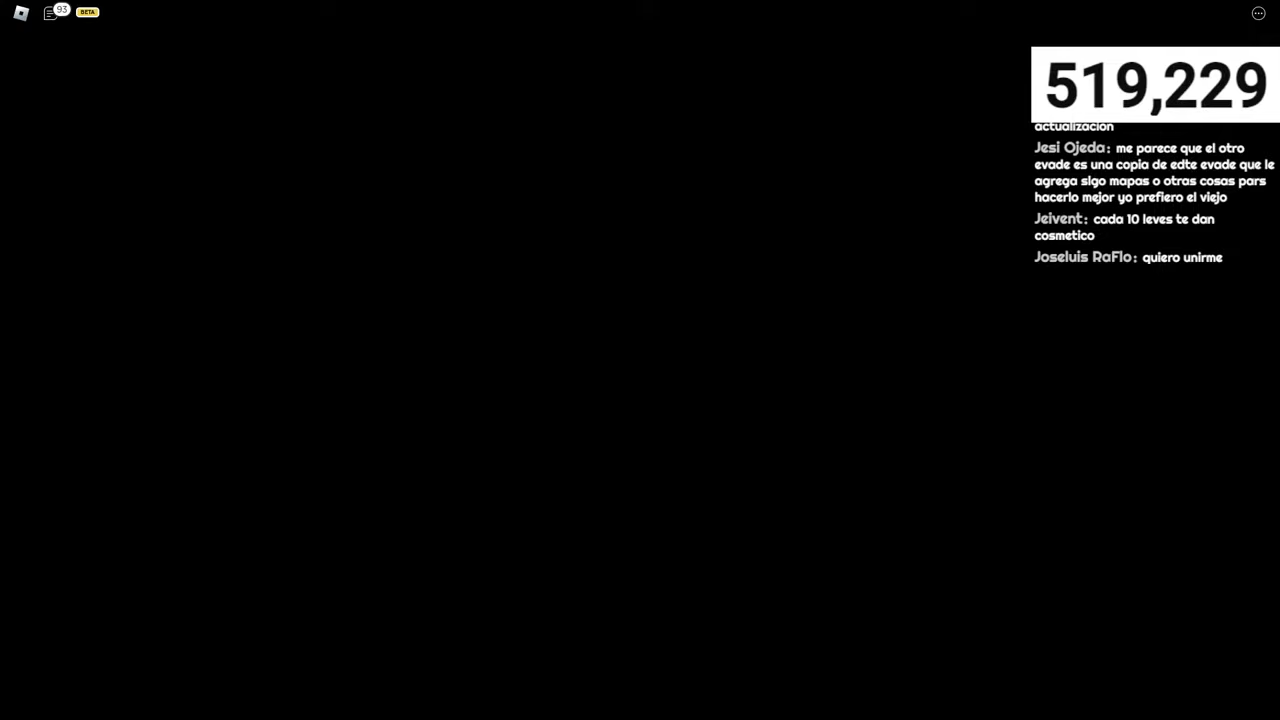 93
BETA
519,229
actualizacion
Jesi Ojeda: me parece que el otro
evade es una copia de edte evade que le
agrega sigo mapas o otras cosas pars
hacerlo mejor yo prefiero el viejo
Jeivent: cada 10 leves te dan
cosmetico
Joseluis RaFlo: quiero unirme